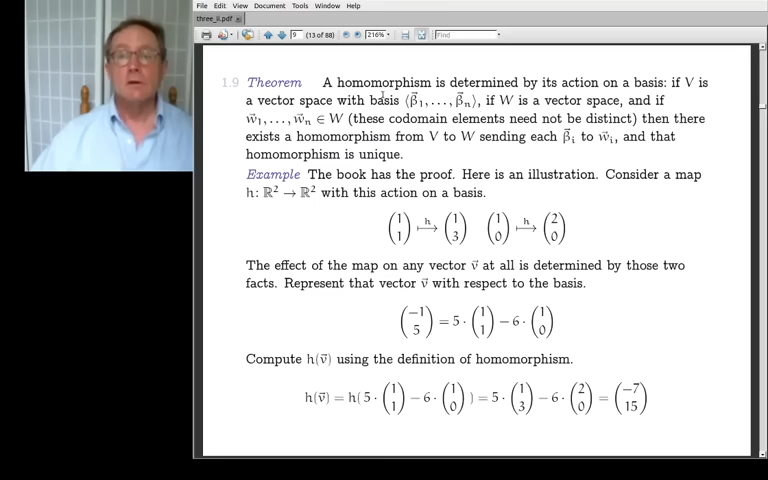 File Edit View Document Tools Window Help
three_ii.pdf
9 (13 of 88) 216% Find
1.9 Theorem A homomorphism is determined by its action on a basis: if V is
a vector space with basis ⟨β⃗₁, . . . , β⃗ₙ⟩, if W is a vector space, and if
w⃗₁, . . . , w⃗ₙ ∈ W (these codomain elements need not be distinct) then there
exists a homomorphism from V to W sending each β⃗ᵢ to w⃗ᵢ, and that
homomorphism is unique.
Example The book has the proof. Here is an illustration. Consider a map
h: ℝ² → ℝ² with this action on a basis.
(1 1) ⟼h (1 3) (1 0) ⟼h (2 0)
The effect of the map on any vector v⃗ at all is determined by those two
facts. Represent that vector v⃗ with respect to the basis.
(−1 5) = 5 · (1 1) − 6 · (1 0)
Compute h(v⃗) using the definition of homomorphism.
h(v⃗) = h( 5 · (1 1) − 6 · (1 0) ) = 5 · (1 3) − 6 · (2 0) = (−7 15)